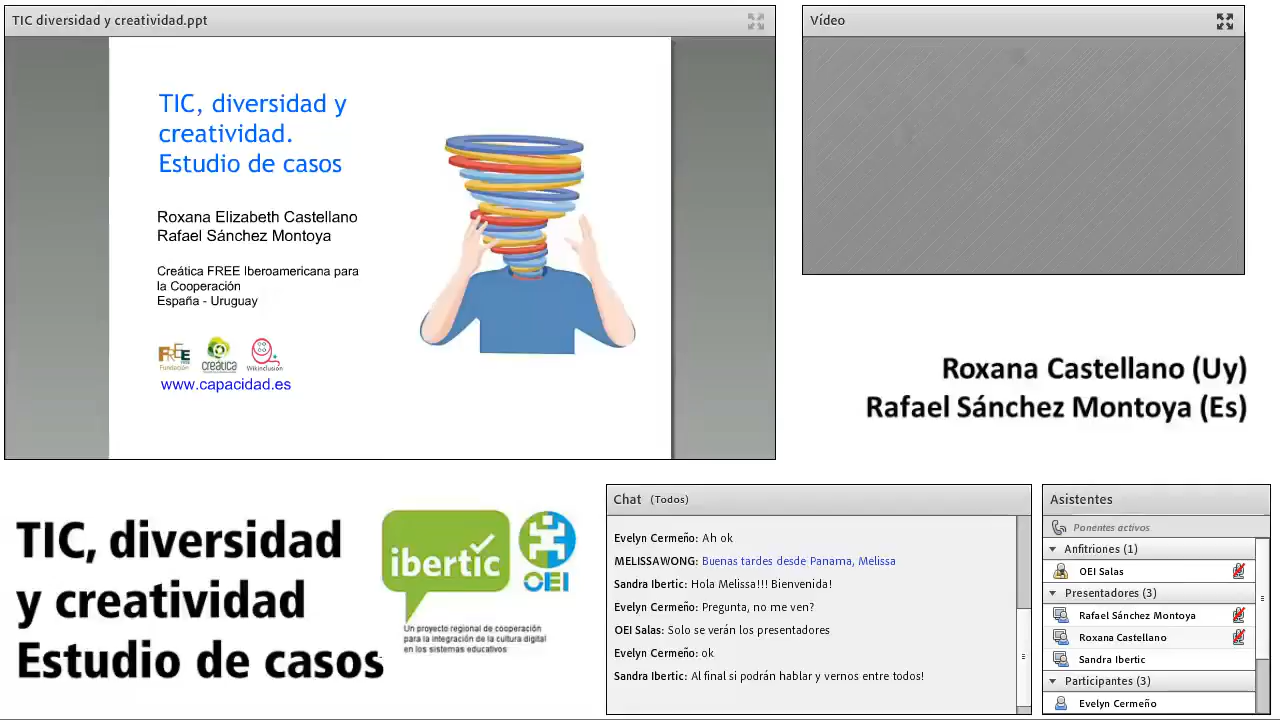 TIC diversidad y creatividad.ppt
TIC, diversidad y
creatividad.
Estudio de casos
Roxana Elizabeth Castellano
Rafael Sánchez Montoya
Creática FREE Iberoamericana para
la Cooperación
España - Uruguay
FREE
Fundación
creática
Wikinclusion
www.capacidad.es
Vídeo
Roxana Castellano (Uy)
Rafael Sánchez Montoya (Es)
TIC, diversidad
y creatividad
Estudio de casos
ibertic
OEI
Un proyecto regional de cooperación
para la integración de la cultura digital
en los sistemas educativos
Chat (Todos)
Evelyn Cermeño: Ah ok
MELISSAWONG: Buenas tardes desde Panama, Melissa
Sandra Ibertic: Hola Melissa!!! Bienvenida!
Evelyn Cermeño: Pregunta, no me ven?
OEI Salas: Solo se verán los presentadores
Evelyn Cermeño: ok
Sandra Ibertic: Al final si podrán hablar y vernos entre todos!
Asistentes
Ponentes activos
Anfitriones (1)
OEI Salas
Presentadores (3)
Rafael Sánchez Montoya
Roxana Castellano
Sandra Ibertic
Participantes (3)
Evelyn Cermeño